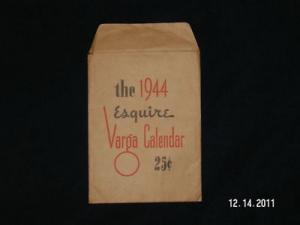 the 1944
Esquire
Varga Calendar
25¢
12.14.2011